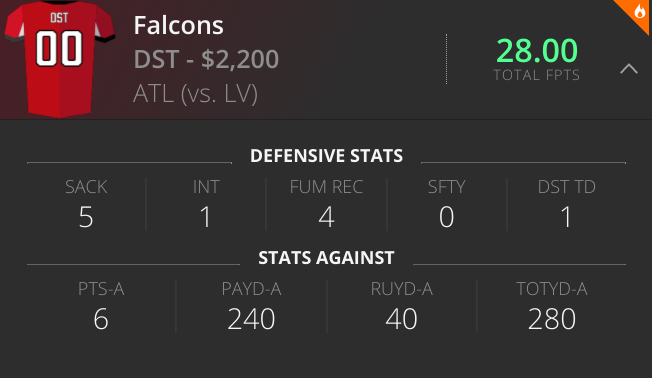 DST
00
Falcons
DST - $2,200
ATL (vs. LV)
28.00
TOTAL FPTS
DEFENSIVE STATS
SACK INT FUM REC SFTY DST TD
5 1 4 0 1
STATS AGAINST
PTS-A PAYD-A RUYD-A TOTYD-A
6 240 40 280